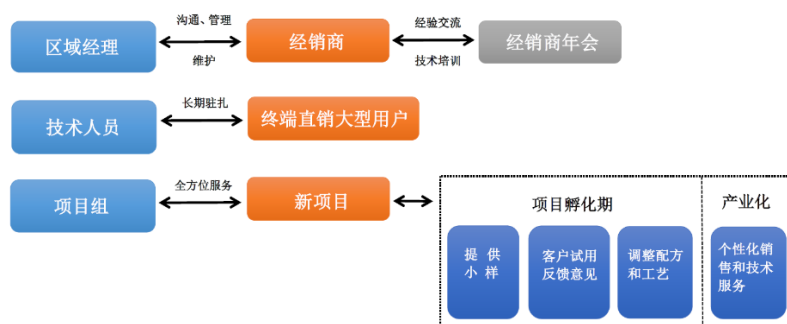 沟通、管理
经验交流
区域经理
经销商
经销商年会
维护
技术培训
长期驻扎
技术人员
终端直销大型用户
全方位服务
项目组
新项目
项目孵化期
产业化
提 供
小 样
客户试用
反馈意见
调整配方
和工艺
个性化销
售和技术
服务